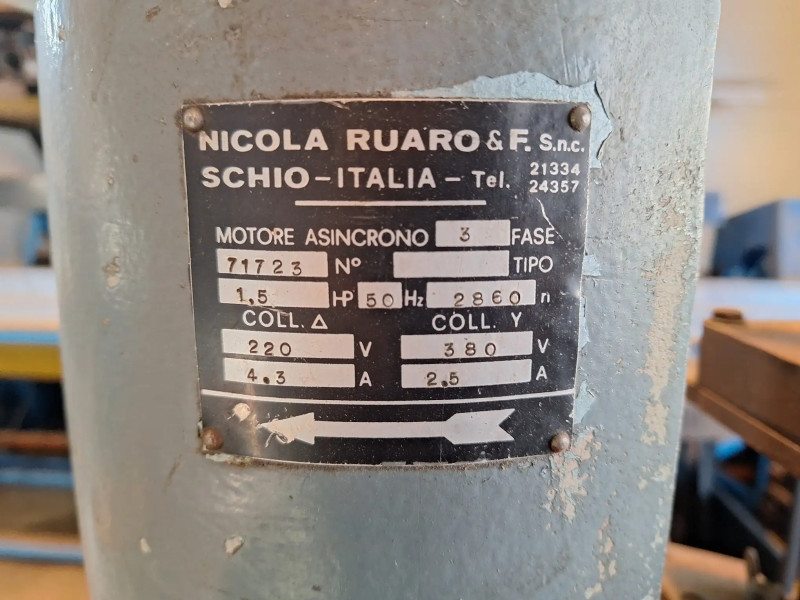 NICOLA RUARO & F. S.n.c.
SCHIO - ITALIA - Tel. 21334
24357
MOTORE ASINCRONO 3 FASE
71723 N° TIPO
1,5 HP 50 Hz 2860 n
COLL. Δ COLL. Y
220 V 380 V
4.3 A 2.5 A